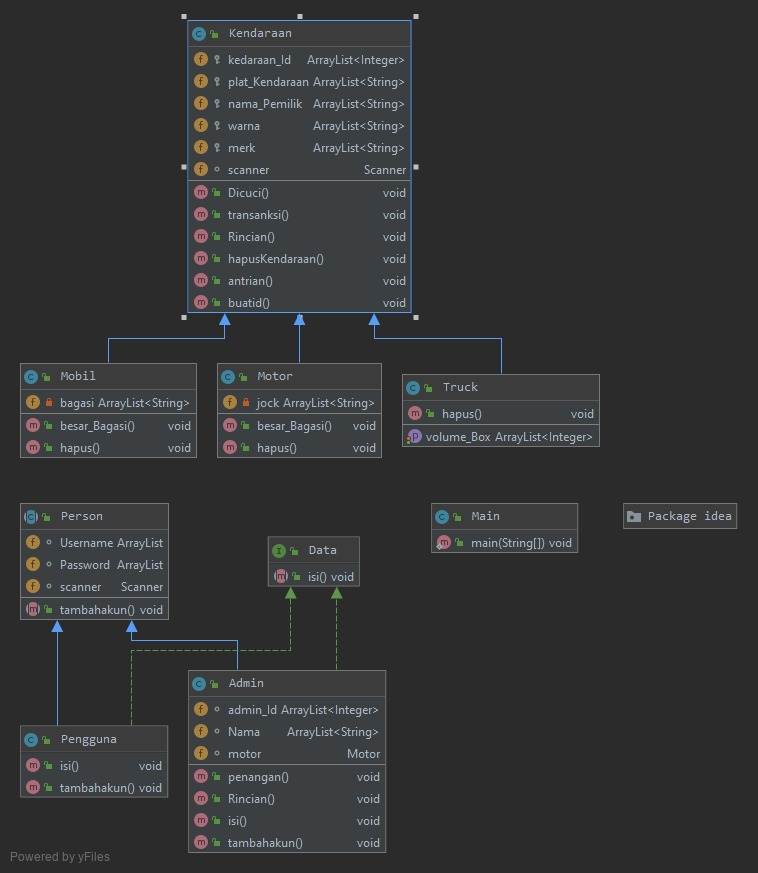 Kendaraan
kedaraan_Id ArrayList<Integer>
plat_Kendaraan ArrayList<String>
nama_Pemilik ArrayList<String>
warna ArrayList<String>
merk ArrayList<String>
scanner Scanner
Dicuci() void
transanksi() void
Rincian() void
hapusKendaraan() void
antrian() void
buatid() void
Mobil
bagasi ArrayList<String>
besar_Bagasi() void
hapus() void
Motor
jock ArrayList<String>
besar_Bagasi() void
hapus() void
Truck
hapus() void
volume_Box ArrayList<Integer>
Person
Username ArrayList
Password ArrayList
scanner Scanner
tambahakun() void
Data
isi() void
Main
main(String[]) void
Package idea
Pengguna
isi() void
tambahakun() void
Admin
admin_Id ArrayList<Integer>
Nama ArrayList<String>
motor Motor
penangan() void
Rincian() void
isi() void
tambahakun() void
Powered by yFiles